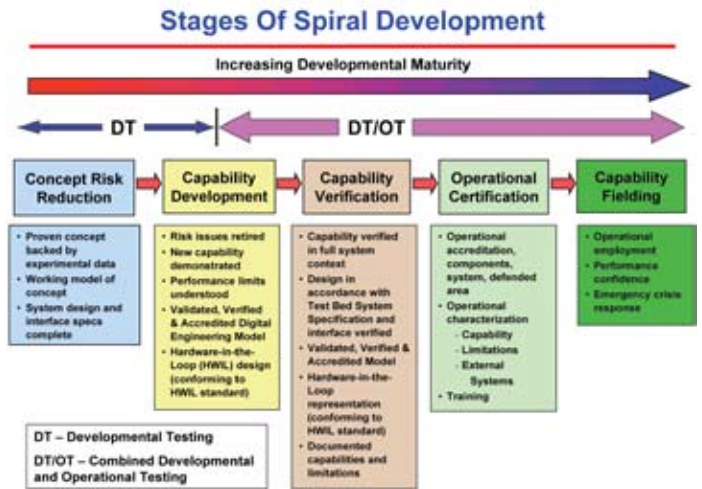 Stages Of Spiral Development
Increasing Developmental Maturity
DT
DT/OT
Concept Risk
Reduction
Capability
Development
Capability
Verification
Operational
Certification
Capability
Fielding
• Proven concept
backed by
experimental data
• Working model of
concept
• System design and
interface specs
complete
• Risk issues retired
• New capability
demonstrated
• Performance limits
understood
• Validated, Verified
& Accredited Digital
Engineering Model
• Hardware-in-the-
Loop (HWIL) design
(conforming to
HWIL standard)
• Capability verified
in full system
context
• Design in
accordance with
Test Bed System
Specification and
interface verified
• Validated, Verified &
Accredited Model
• Hardware-in-the-
Loop
representation
(conforming to
HWIL standard)
• Documented
capabilities and
limitations
• Operational
accreditation,
components,
system, defended
area
• Operational
characterization
- Capability
- Limitations
- External
Systems
• Training
• Operational
employment
• Performance
confidence
• Emergency crisis
response
DT – Developmental Testing
DT/OT – Combined Developmental
and Operational Testing